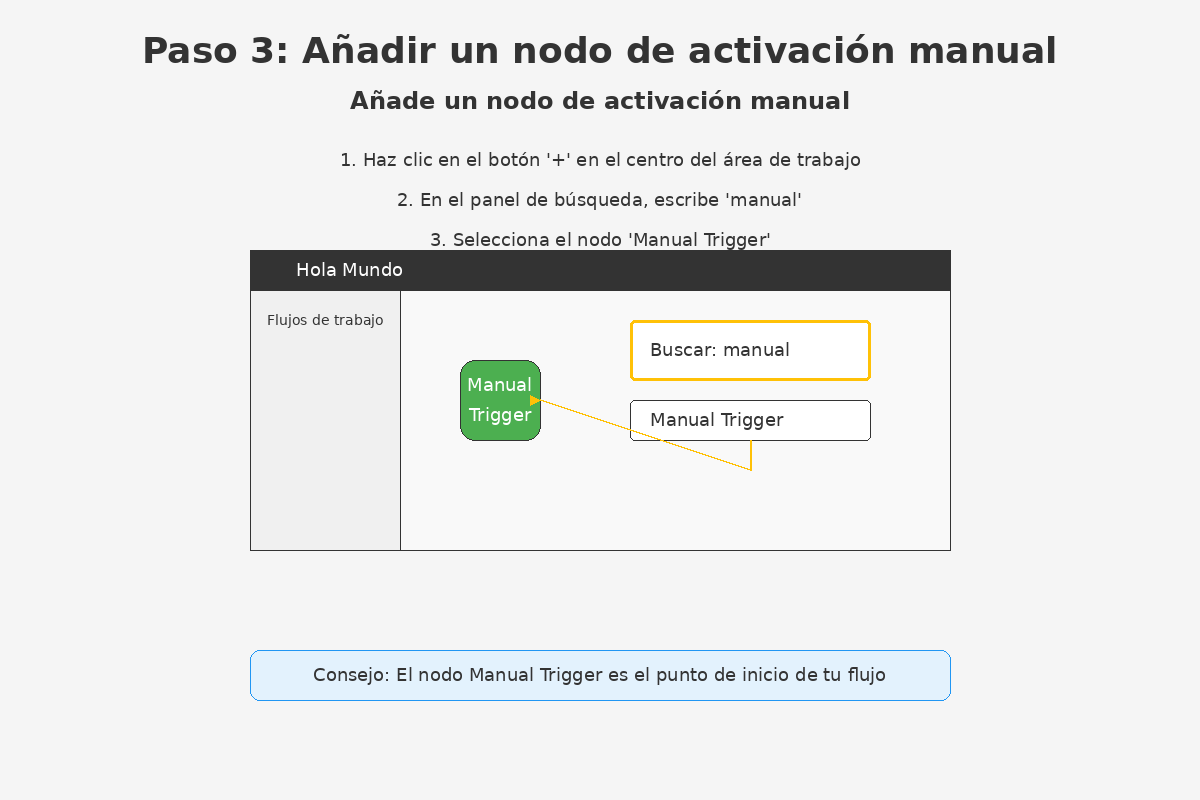 Paso 3: Añadir un nodo de activación manual
Añade un nodo de activación manual
1. Haz clic en el botón '+' en el centro del área de trabajo
2. En el panel de búsqueda, escribe 'manual'
3. Selecciona el nodo 'Manual Trigger'
Hola Mundo
Flujos de trabajo
Buscar: manual
Manual
Trigger
Manual Trigger
Consejo: El nodo Manual Trigger es el punto de inicio de tu flujo